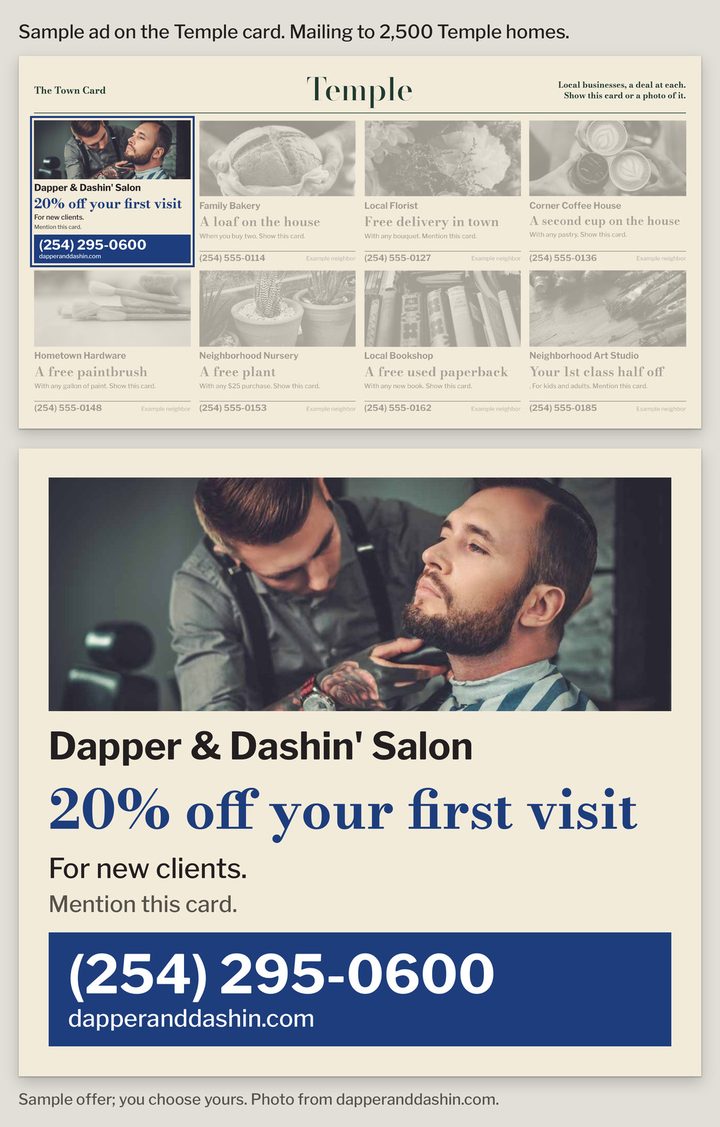 Sample ad on the Temple card. Mailing to 2,500 Temple homes.
The Town Card
Temple
Local businesses, a deal at each.
Show this card or a photo of it.
Dapper & Dashin' Salon
20% off your first visit
For new clients.
Mention this card.
(254) 295-0600
dapperanddashin.com
Family Bakery
A loaf on the house
When you buy two. Show this card.
(254) 555-0114
Example neighbor
Local Florist
Free delivery in town
With any bouquet. Mention this card.
(254) 555-0127
Example neighbor
Corner Coffee House
A second cup on the house
With any pastry. Show this card.
(254) 555-0136
Example neighbor
Hometown Hardware
A free paintbrush
With any gallon of paint. Show this card.
(254) 555-0148
Example neighbor
Neighborhood Nursery
A free plant
With any $25 purchase. Show this card.
(254) 555-0153
Example neighbor
Local Bookshop
A free used paperback
With any new book. Show this card.
(254) 555-0162
Example neighbor
Neighborhood Art Studio
Your 1st class half off
For kids and adults. Mention this card.
(254) 555-0185
Example neighbor
Dapper & Dashin' Salon
20% off your first visit
For new clients.
Mention this card.
(254) 295-0600
dapperanddashin.com
Sample offer; you choose yours. Photo from dapperanddashin.com.